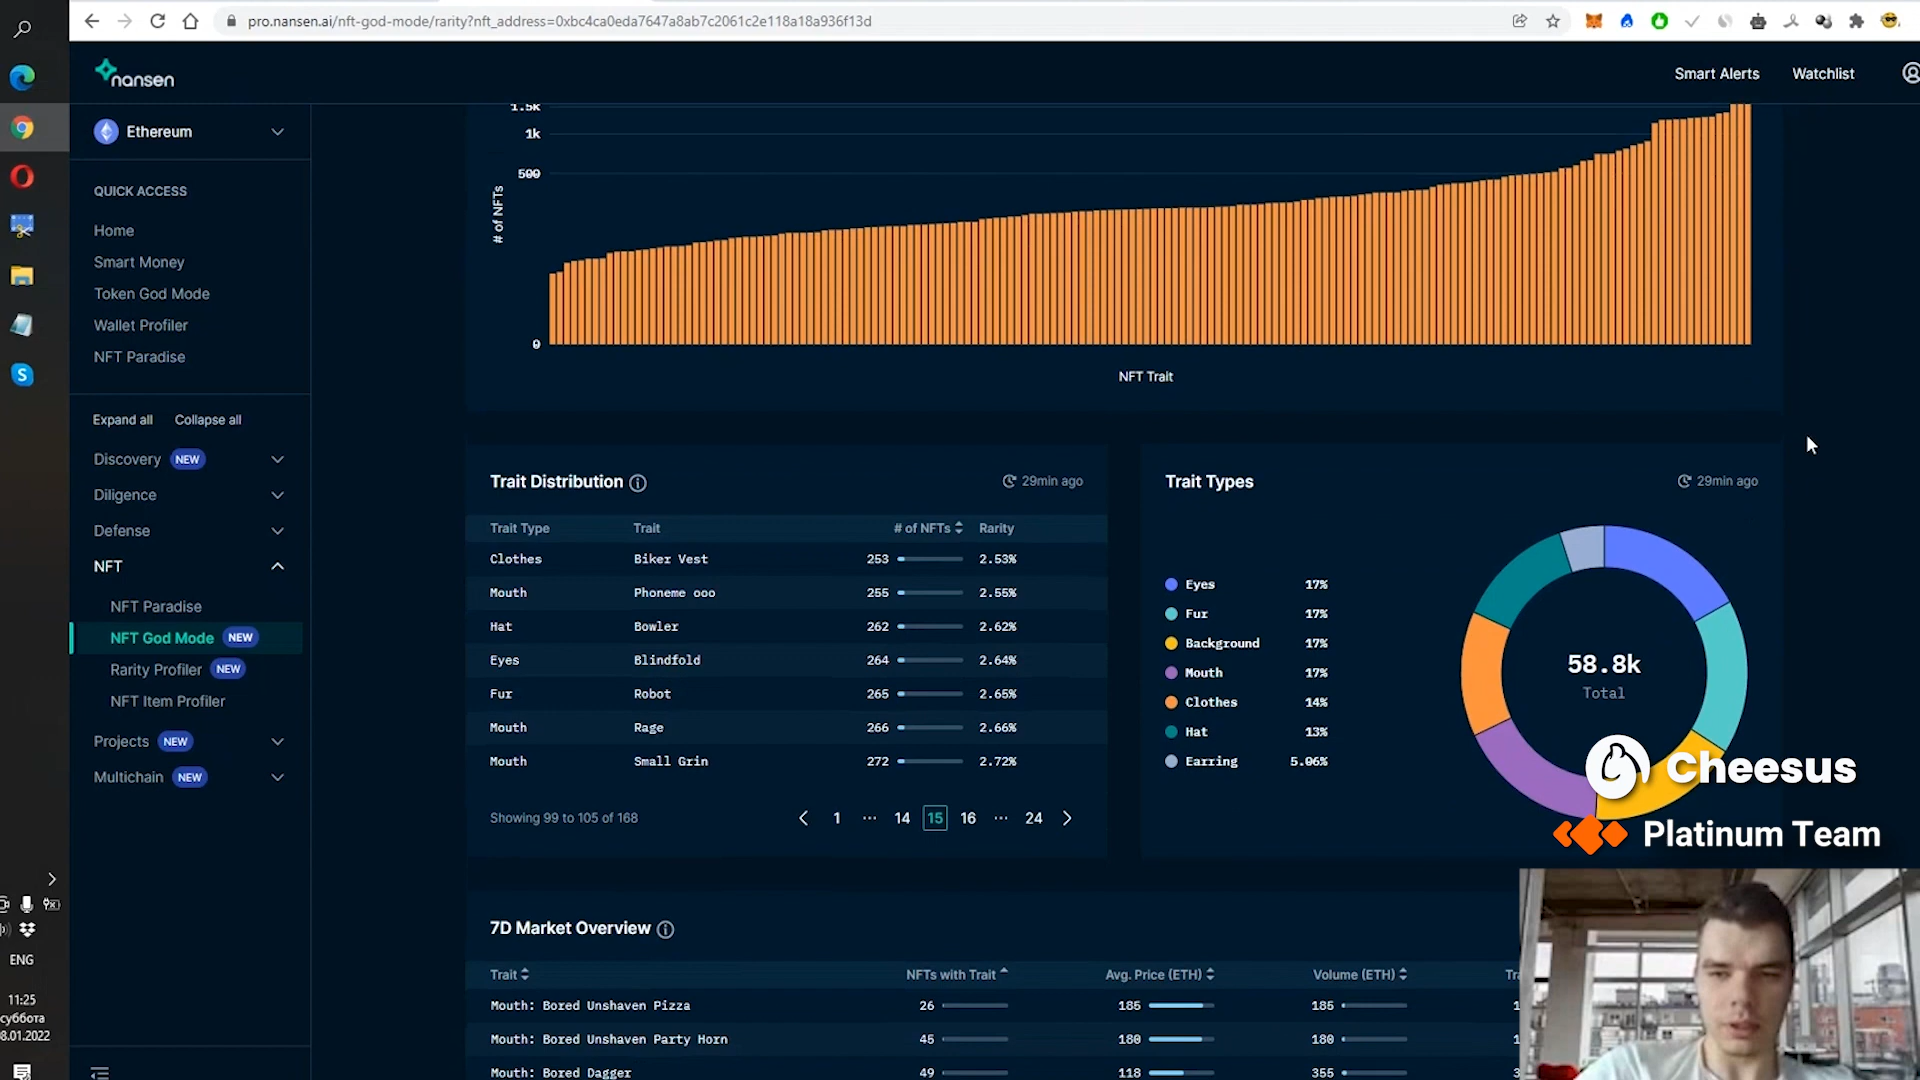 pro.nansen.ai/nft-god-mode/rarity?nft_address=0xbc4ca0eda7647a8ab7c2061c2e118a18a936f13d
nansen
Smart Alerts
Watchlist
Ethereum
QUICK ACCESS
Home
Smart Money
Token God Mode
Wallet Profiler
NFT Paradise
Expand all Collapse all
Discovery NEW
Diligence
Defense
NFT
NFT Paradise
NFT God Mode NEW
Rarity Profiler NEW
NFT Item Profiler
Projects NEW
Multichain NEW
1.5k
1k
500
0
# of NFTs
NFT Trait
Trait Distribution 29min ago
Trait Type Trait # of NFTs Rarity
Clothes Biker Vest 253 2.53%
Mouth Phoneme ooo 255 2.55%
Hat Bowler 262 2.62%
Eyes Blindfold 264 2.64%
Fur Robot 265 2.65%
Mouth Rage 266 2.66%
Mouth Small Grin 272 2.72%
Showing 99 to 105 of 168
1 ... 14 15 16 ... 24
Trait Types 29min ago
Eyes 17%
Fur 17%
Background 17%
Mouth 17%
Clothes 14%
Hat 13%
Earring 5.06%
58.8k
Total
Cheesus
Platinum Team
7D Market Overview
Trait NFTs with Trait Avg. Price (ETH) Volume (ETH)
Mouth: Bored Unshaven Pizza 26 185 185
Mouth: Bored Unshaven Party Horn 45 180 180
Mouth: Bored Dagger 49 118 355
ENG
11:25
суббота
8.01.2022